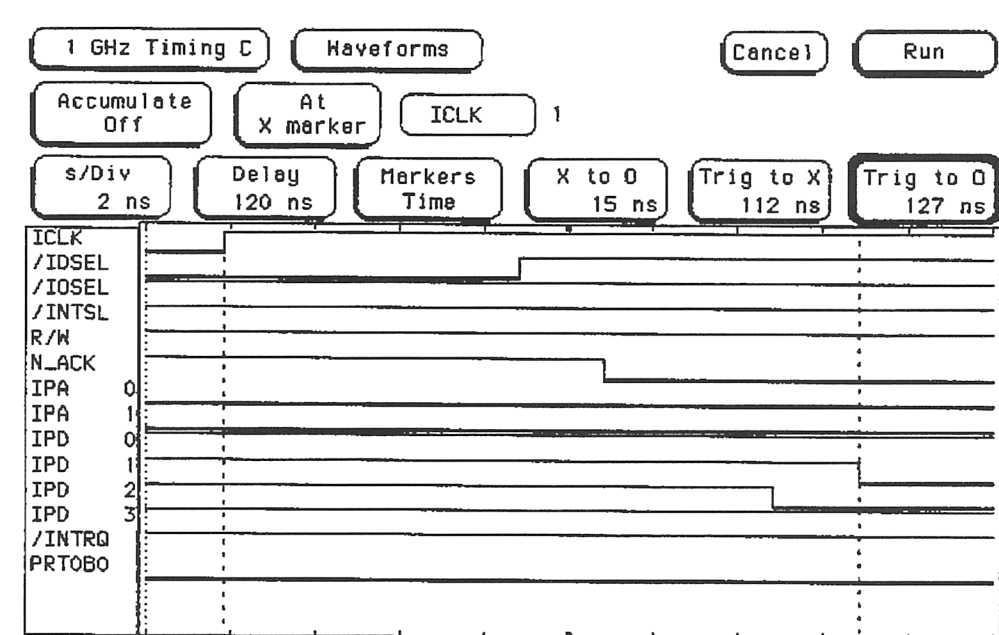 1 GHz Timing C Waveforms Cancel Run
Accumulate Off At X marker ICLK 1
s/Div 2 ns Delay 120 ns Markers Time X to O 15 ns Trig to X 112 ns Trig to O 127 ns
ICLK
/IDSEL
/IOSEL
/INTSL
R/W
N_ACK
IPA 0
IPA 1
IPD 0
IPD 1
IPD 2
IPD 3
/INTRQ
PRTOBO